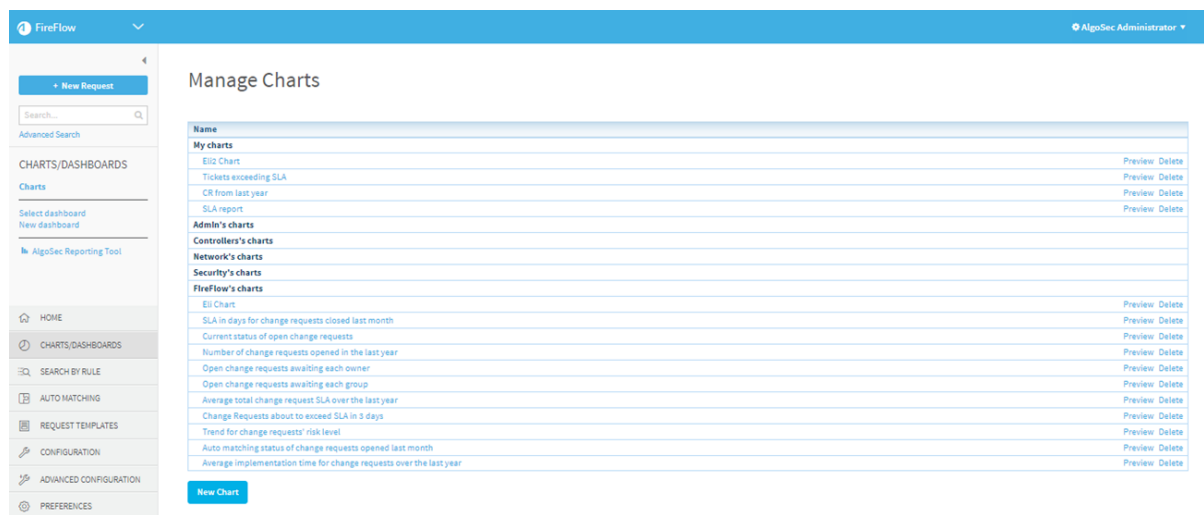 FireFlow
AlgoSec Administrator
+ New Request
Search...
Advanced Search
CHARTS/DASHBOARDS
Charts
Select dashboard
New dashboard
AlgoSec Reporting Tool
HOME
CHARTS/DASHBOARDS
SEARCH BY RULE
AUTO MATCHING
REQUEST TEMPLATES
CONFIGURATION
ADVANCED CONFIGURATION
PREFERENCES
Manage Charts
Name
My charts
Eli2 Chart Preview Delete
Tickets exceeding SLA Preview Delete
CR from last year Preview Delete
SLA report Preview Delete
Admin's charts
Controllers's charts
Network's charts
Security's charts
FireFlow's charts
Eli Chart Preview Delete
SLA in days for change requests closed last month Preview Delete
Current status of open change requests Preview Delete
Number of change requests opened in the last year Preview Delete
Open change requests awaiting each owner Preview Delete
Open change requests awaiting each group Preview Delete
Average total change request SLA over the last year Preview Delete
Change Requests about to exceed SLA in 3 days Preview Delete
Trend for change requests' risk level Preview Delete
Auto matching status of change requests opened last month Preview Delete
Average implementation time for change requests over the last year Preview Delete
New Chart